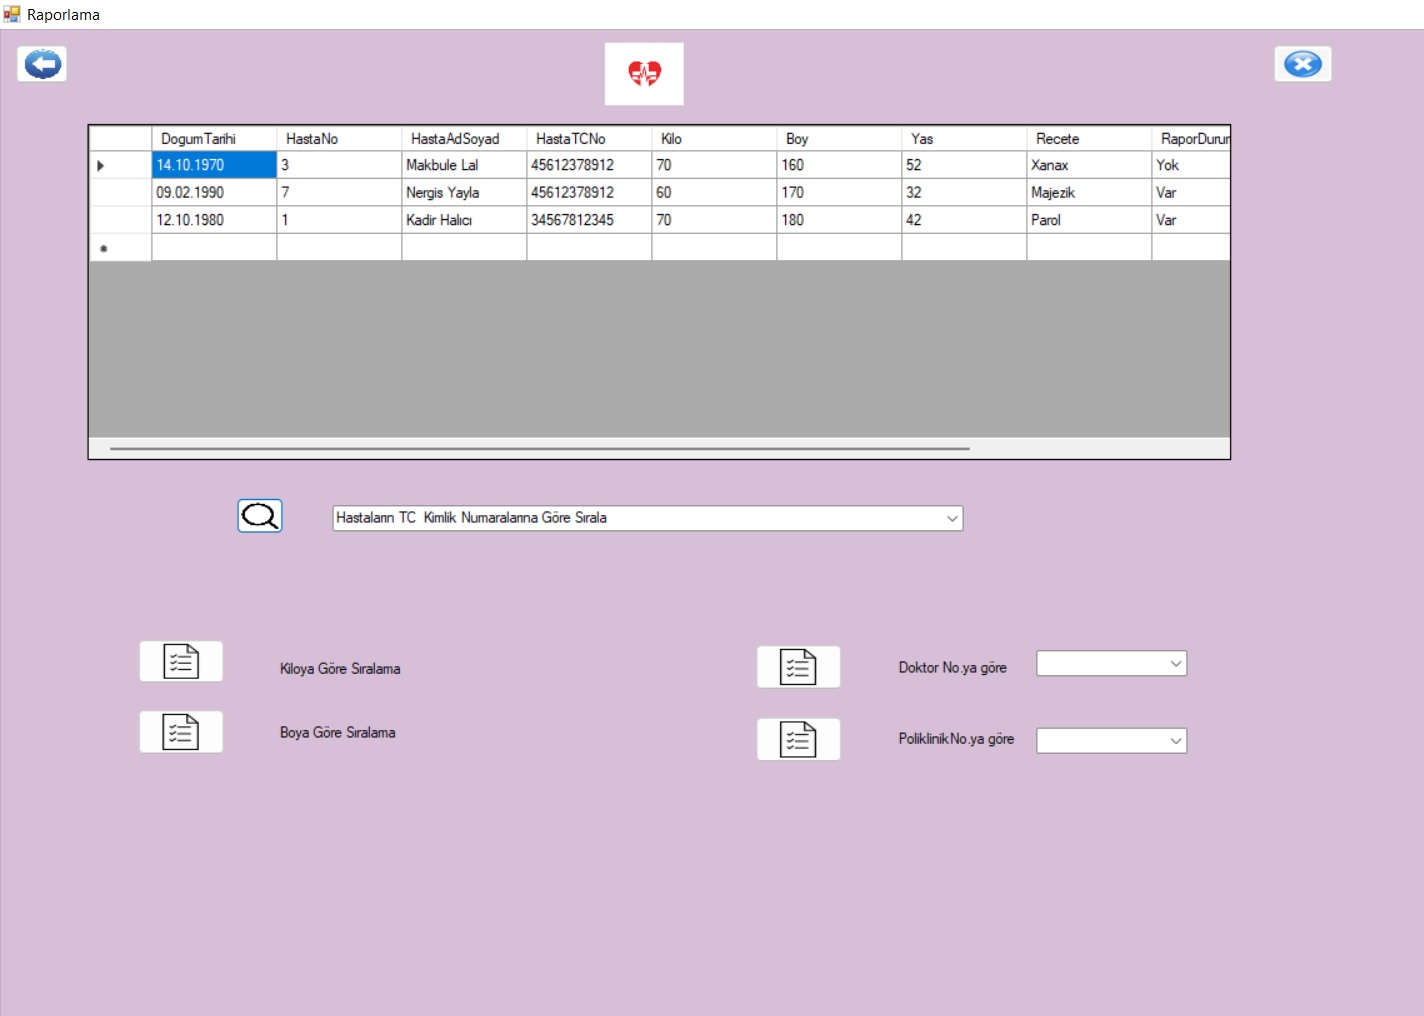 Raporlama
DogumTarihi HastaNo HastaAdSoyad HastaTCNo Kilo Boy Yas Recete RaporDurum
14.10.1970 3 Makbule Lal 45612378912 70 160 52 Xanax Yok
09.02.1990 7 Nergis Yayla 45612378912 60 170 32 Majezik Var
12.10.1980 1 Kadir Halıcı 34567812345 70 180 42 Parol Var
Hastaların TC  Kimlik Numaralarına Göre Sırala
Kiloya Göre Sıralama
Doktor No.ya göre
Boya Göre Sıralama
PoliklinikNo.ya göre